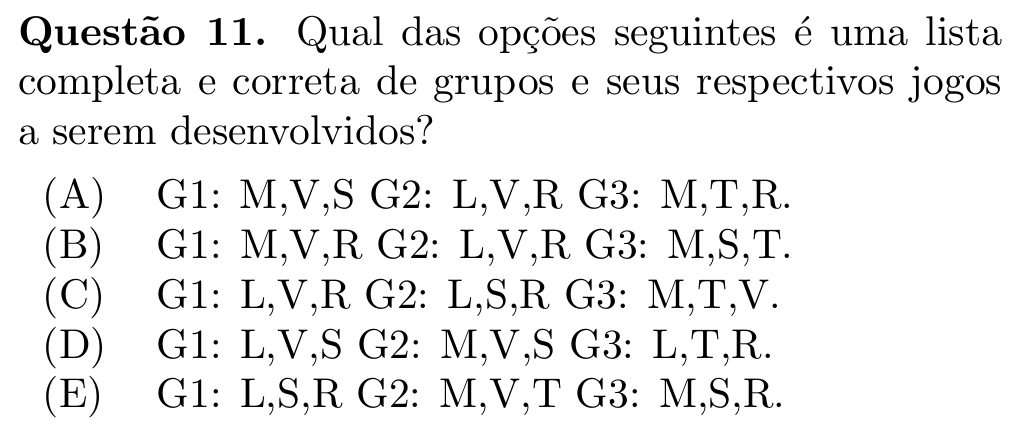 Questão 11. Qual das opções seguintes é uma lista
completa e correta de grupos e seus respectivos jogos
a serem desenvolvidos?
(A) G1: M,V,S G2: L,V,R G3: M,T,R.
(B) G1: M,V,R G2: L,V,R G3: M,S,T.
(C) G1: L,V,R G2: L,S,R G3: M,T,V.
(D) G1: L,V,S G2: M,V,S G3: L,T,R.
(E) G1: L,S,R G2: M,V,T G3: M,S,R.